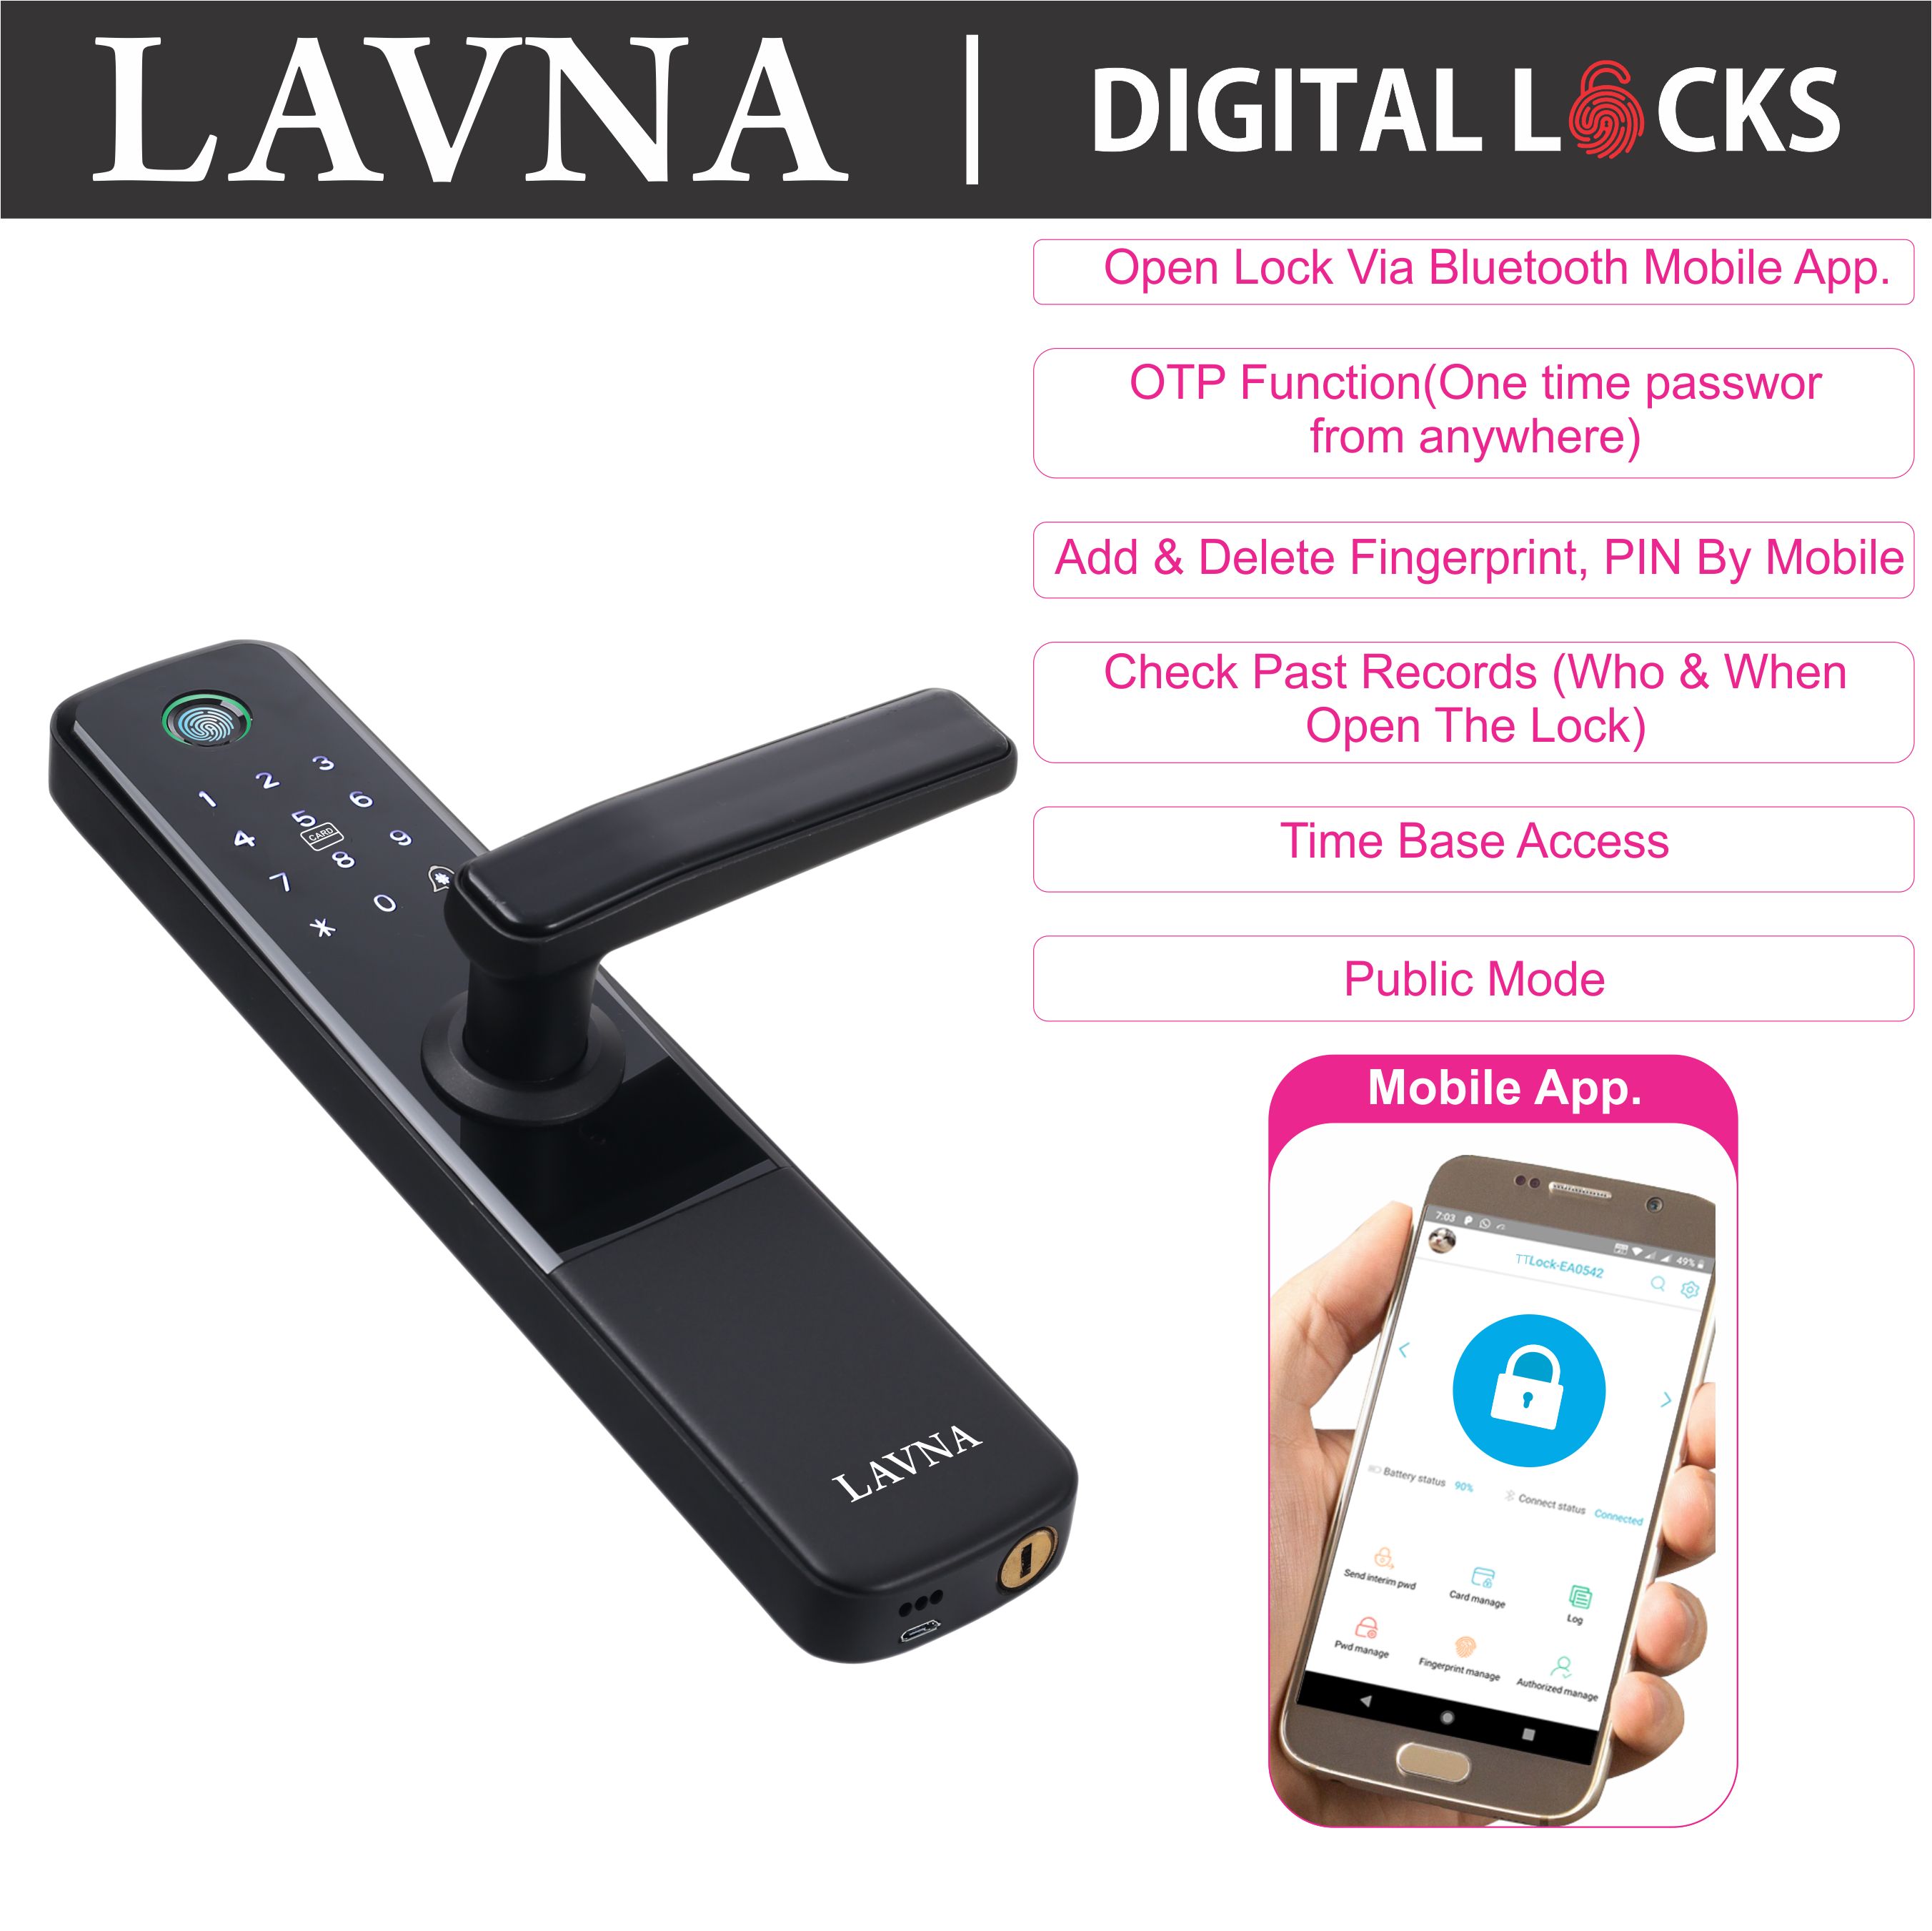 LAVNA | DIGITAL LOCKS
Open Lock Via Bluetooth Mobile App.
OTP Function(One time passwor
from anywhere)
Add & Delete Fingerprint, PIN By Mobile
Check Past Records (Who & When
Open The Lock)
Time Base Access
Public Mode
1 2 3
4 5 6
CARD
7 8 9
* 0
LAVNA
Mobile App.
7:03 49%
TTLock-EA0542
Battery status 90%
Connect status Connected
Send interim pwd
Card manage
Log
Pwd manage
Fingerprint manage
Authorized manage